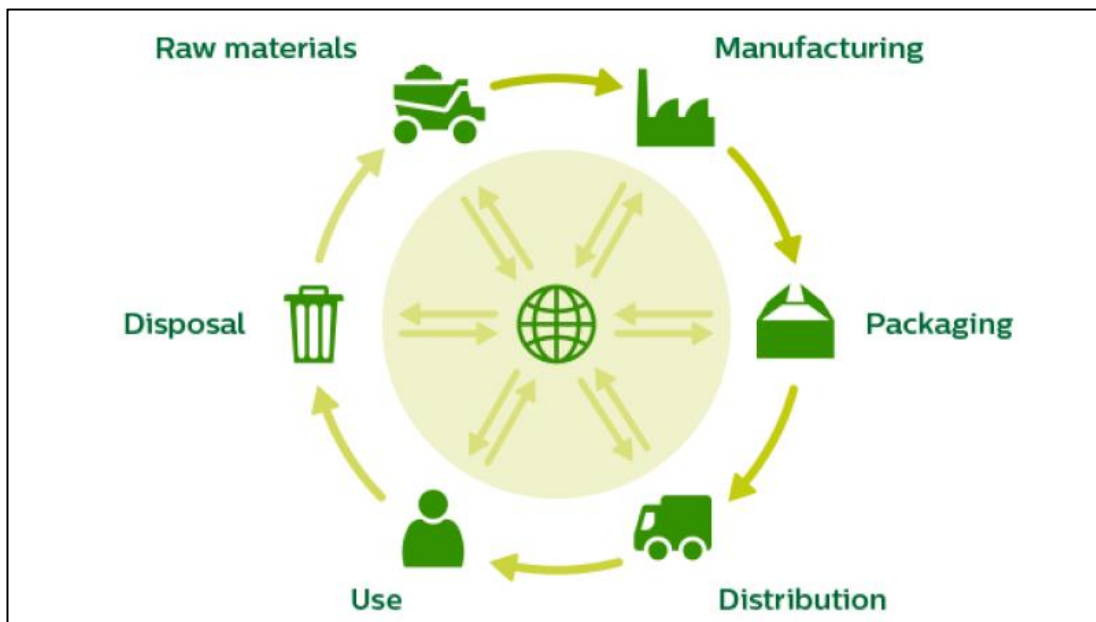 Raw materials
Manufacturing
Disposal
Packaging
Use
Distribution